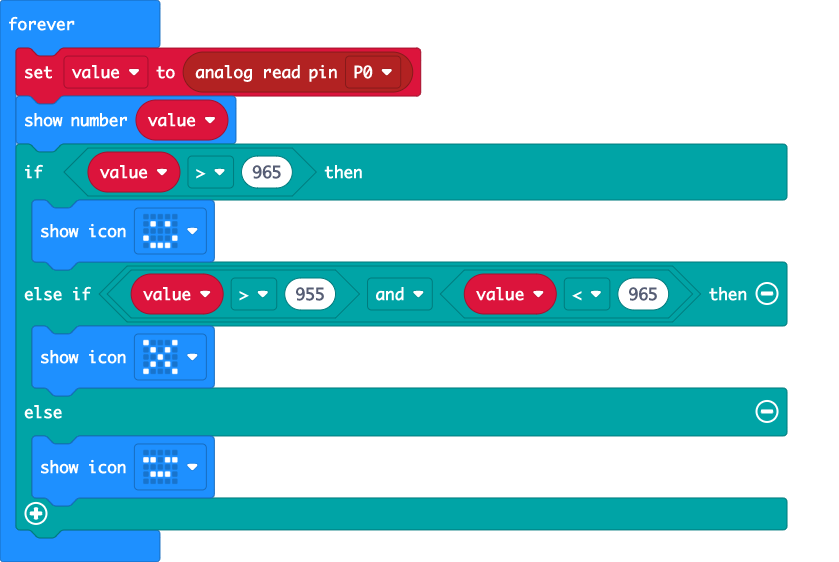 forever
set value to analog read pin P0
show number value
if value > 965 then
show icon
else if value > 955 and value < 965 then
show icon
else
show icon